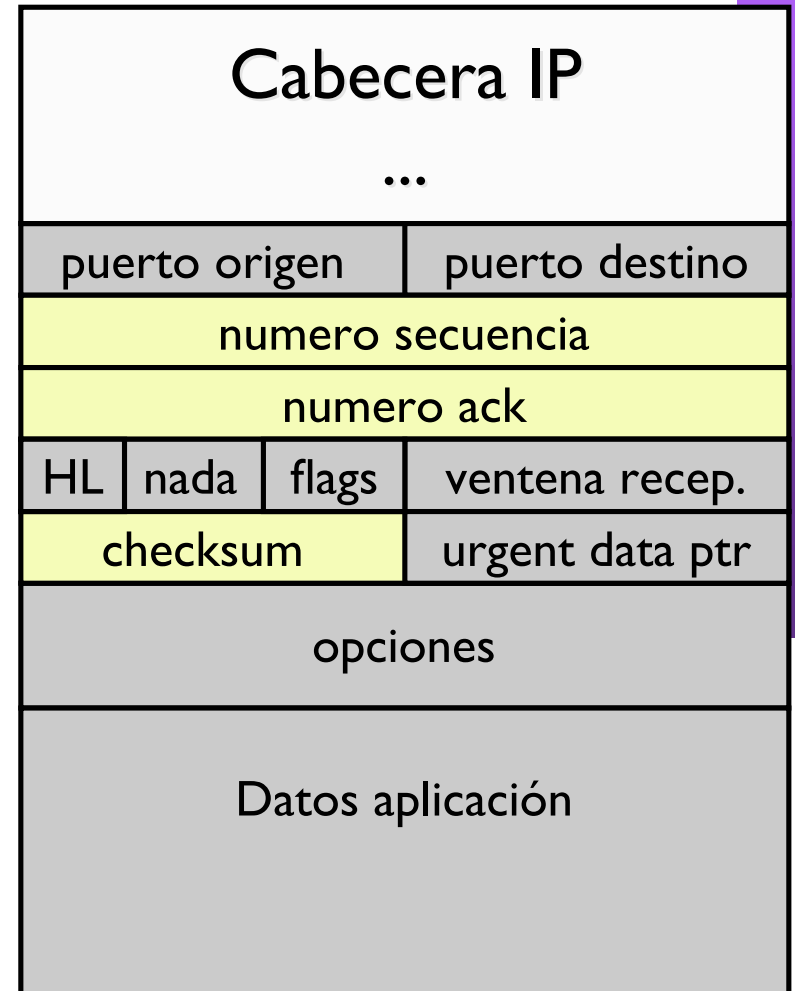 Cabecera IP
...
puerto origen puerto destino
numero secuencia
numero ack
HL nada flags ventena recep.
checksum urgent data ptr
opciones
Datos aplicación